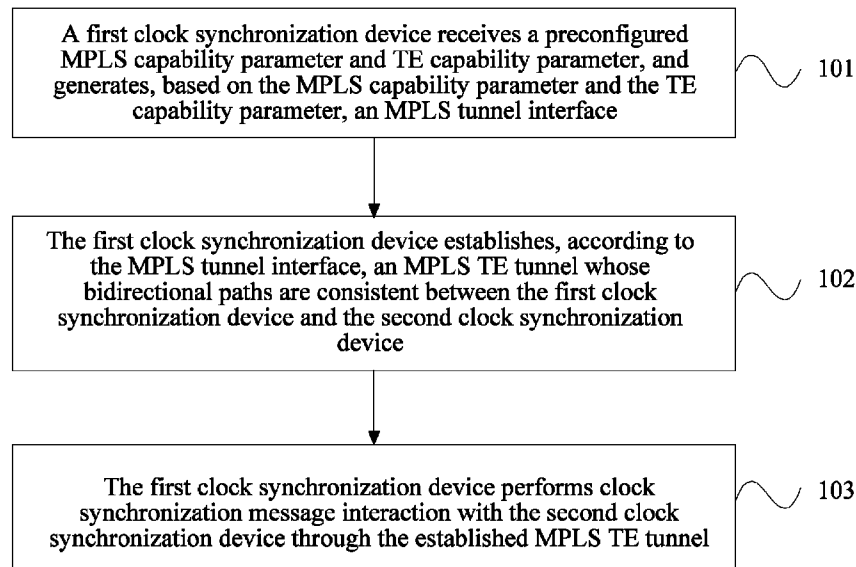 A first clock synchronization device receives a preconfigured
MPLS capability parameter and TE capability parameter, and
generates, based on the MPLS capability parameter and the TE
capability parameter, an MPLS tunnel interface
101
The first clock synchronization device establishes, according to
the MPLS tunnel interface, an MPLS TE tunnel whose
bidirectional paths are consistent between the first clock
synchronization device and the second clock synchronization
device
102
The first clock synchronization device performs clock
synchronization message interaction with the second clock
synchronization device through the established MPLS TE tunnel
103